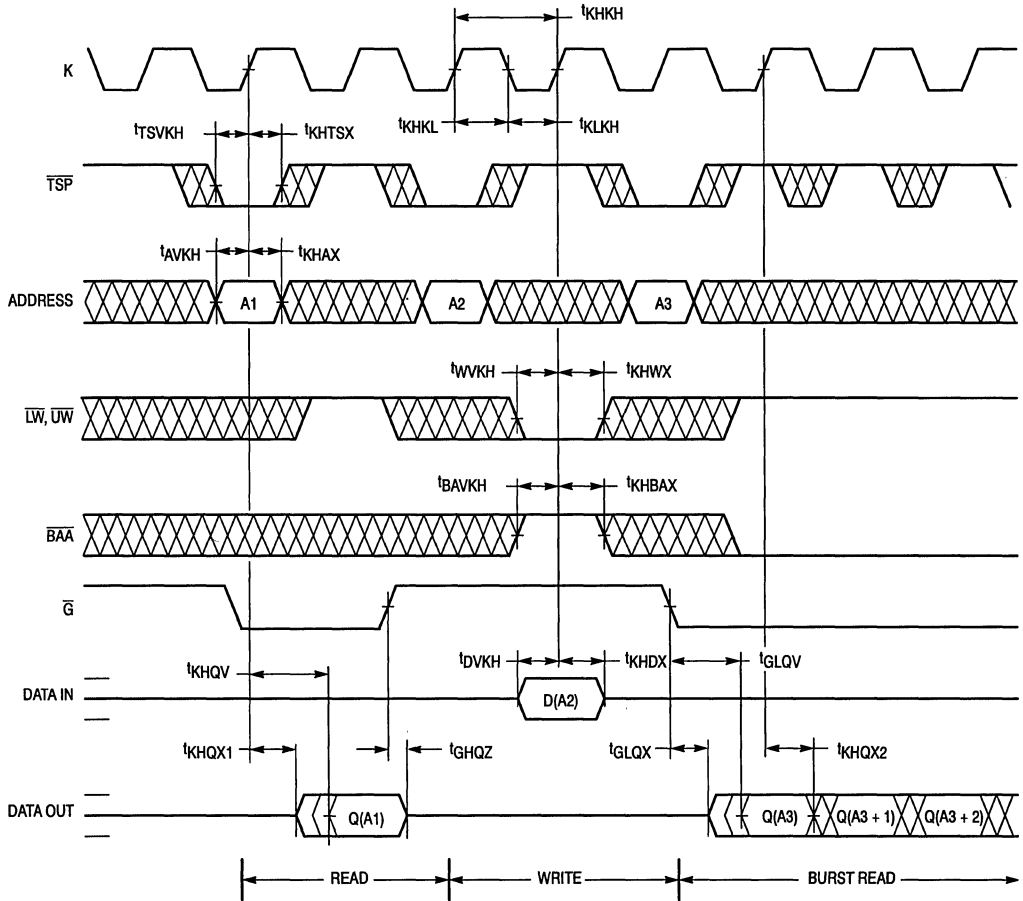 tKHKH
K
tTSVKH
tKHTSX
tKHKL
tKLKH
TSP
tAVKH
tKHAX
ADDRESS
A1
A2
A3
tWVKH
tKHWX
LW, UW
tBAVKH
tKHBAX
BAA
G
tKHQV
tDVKH
tKHDX
tGLQV
DATA IN
D(A2)
tKHQX1
tGHQZ
tGLQX
tKHQX2
DATA OUT
Q(A1)
Q(A3)
Q(A3 + 1)
Q(A3 + 2)
READ
WRITE
BURST READ